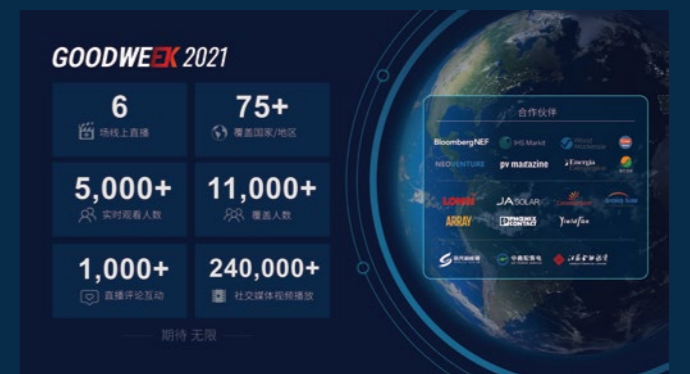 GOODWEEK 2021
6
场线上直播
75+
覆盖国家/地区
5,000+
实时观看人数
11,000+
覆盖人数
1,000+
直播评论互动
240,000+
社交媒体视频播放
期待 无限
合作伙伴
BloombergNEF
IHS Markit
NEOVENTURE
pv magazine
Energia
LONGi
JA SOLAR
ARRAY
PHOENIX
CONTACT